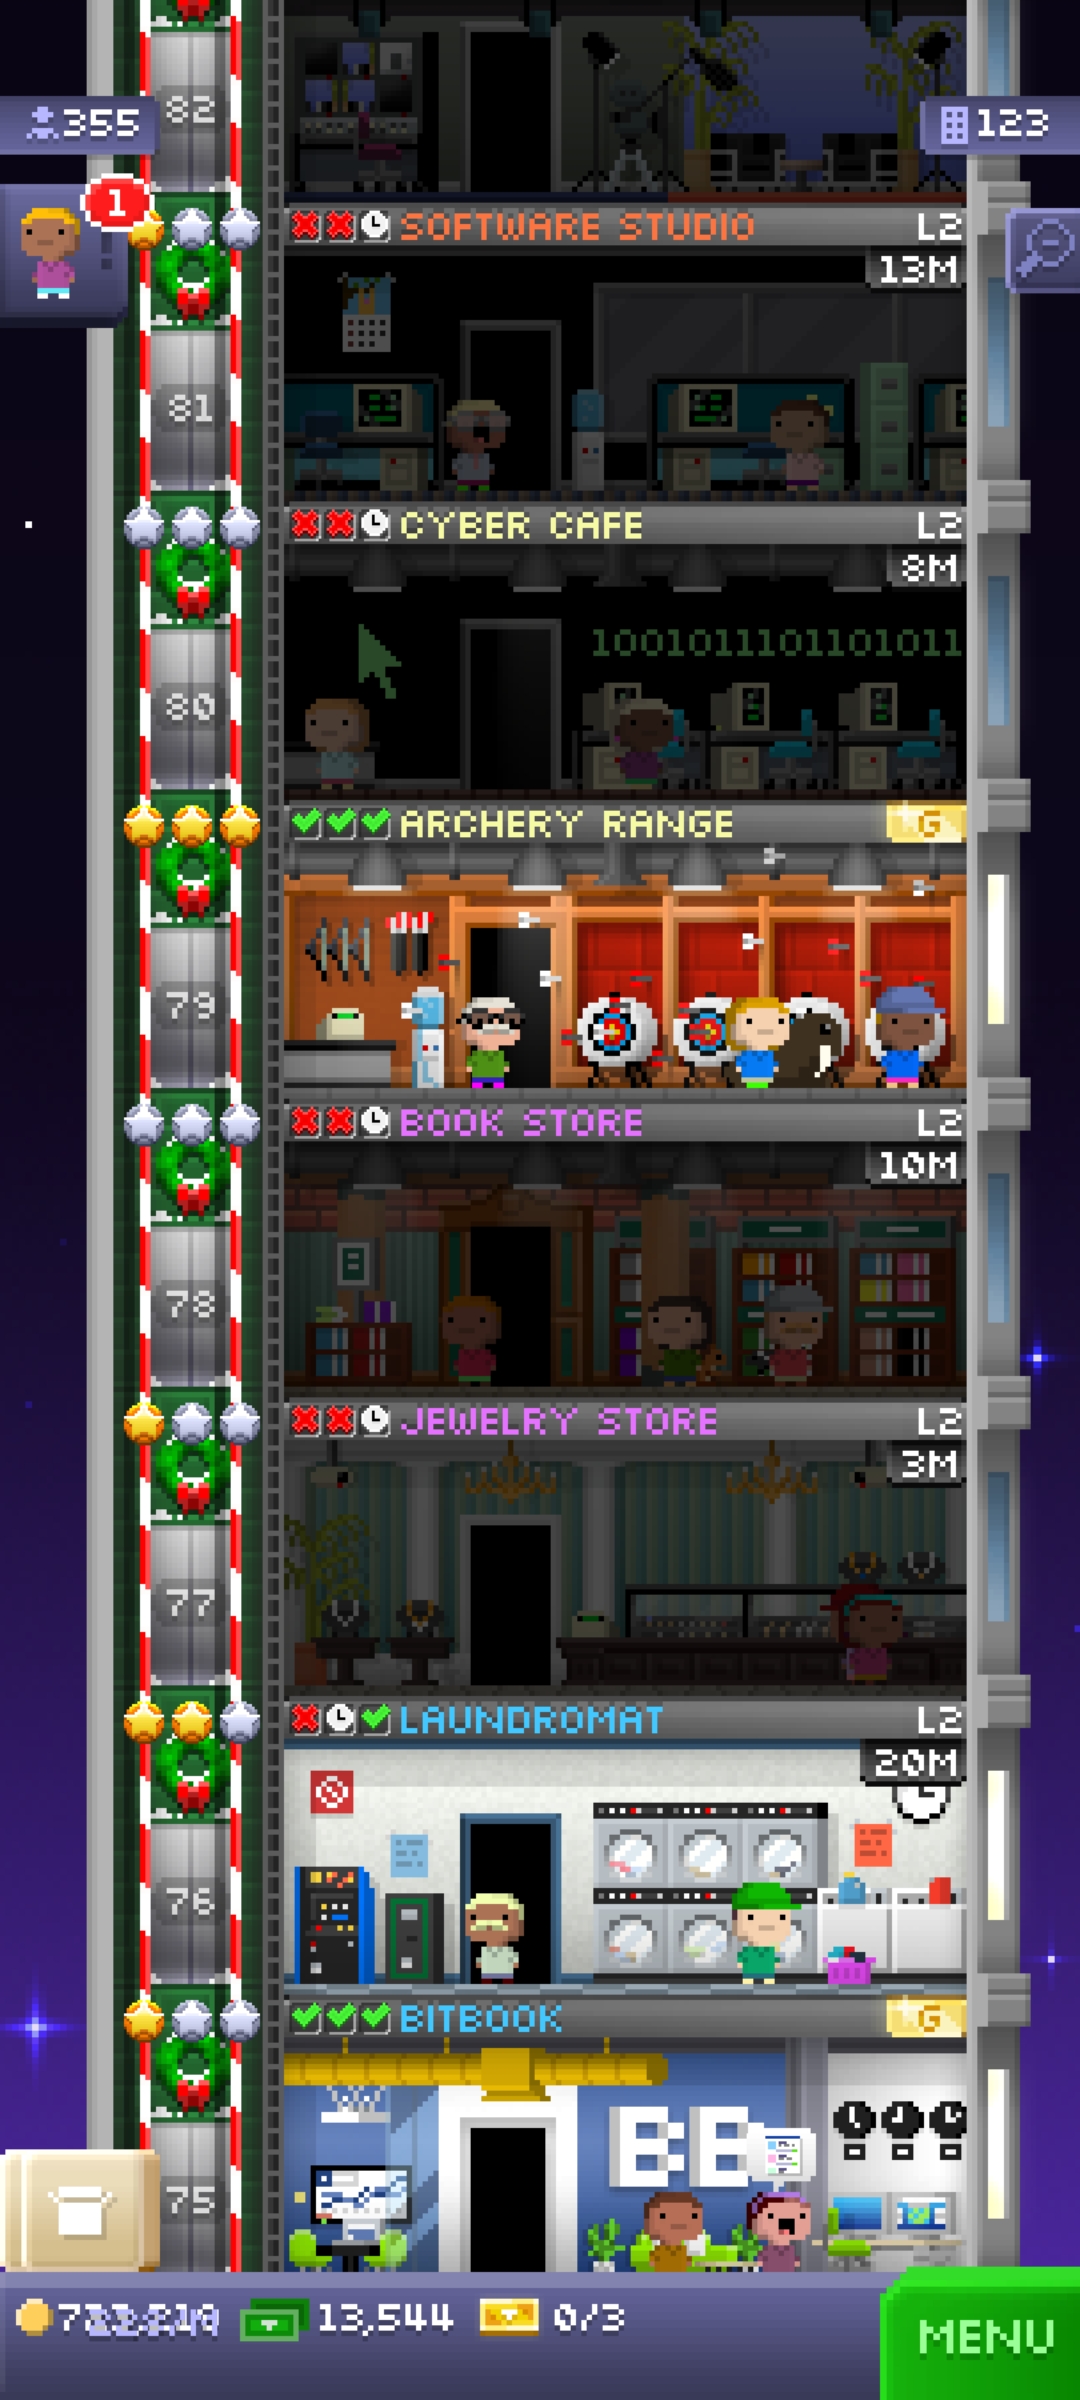 82
355
123
1
SOFTWARE STUDIO L2
13M
81
CYBER CAFE L2
8M
1001011101101011
80
ARCHERY RANGE G
79
BOOK STORE L2
10M
78
JEWELRY STORE L2
3M
77
LAUNDROMAT L2
20M
76
BITBOOK G
BB
75
13,544 0/3
MENU